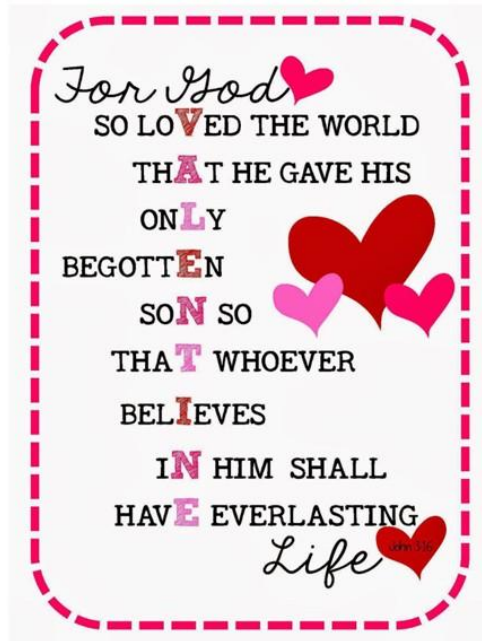 For God
SO LOVED THE WORLD
THAT HE GAVE HIS
ONLY
BEGOTTEN
SON SO
THAT WHOEVER
BELIEVES
IN HIM SHALL
HAVE EVERLASTING
Life
John 3:16